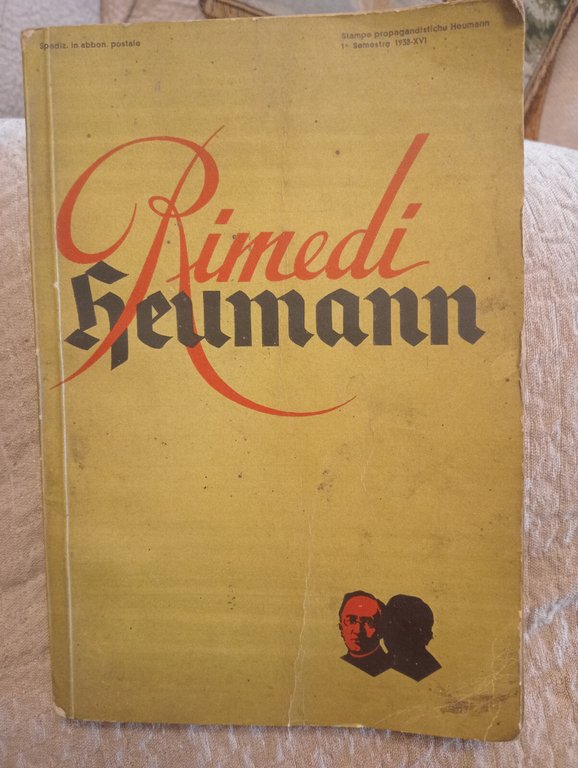 Spediz. in abbon. postale
Stampe propagandistiche Heumann
1° Semestre 1938-XVI
Rimedi
Heumann